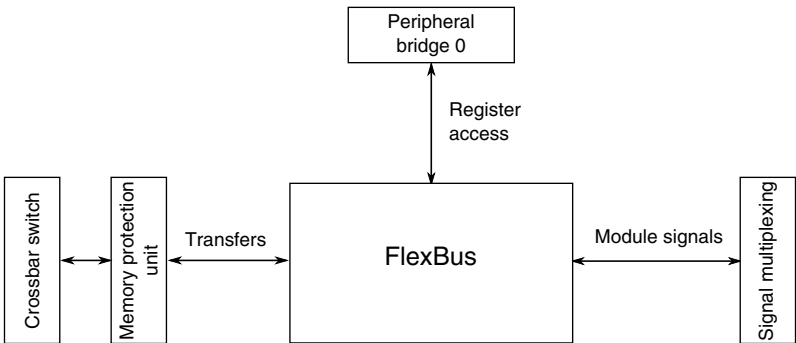 Peripheral
bridge 0
Register
access
Crossbar switch
Memory protection
unit
Transfers
FlexBus
Module signals
Signal multiplexing